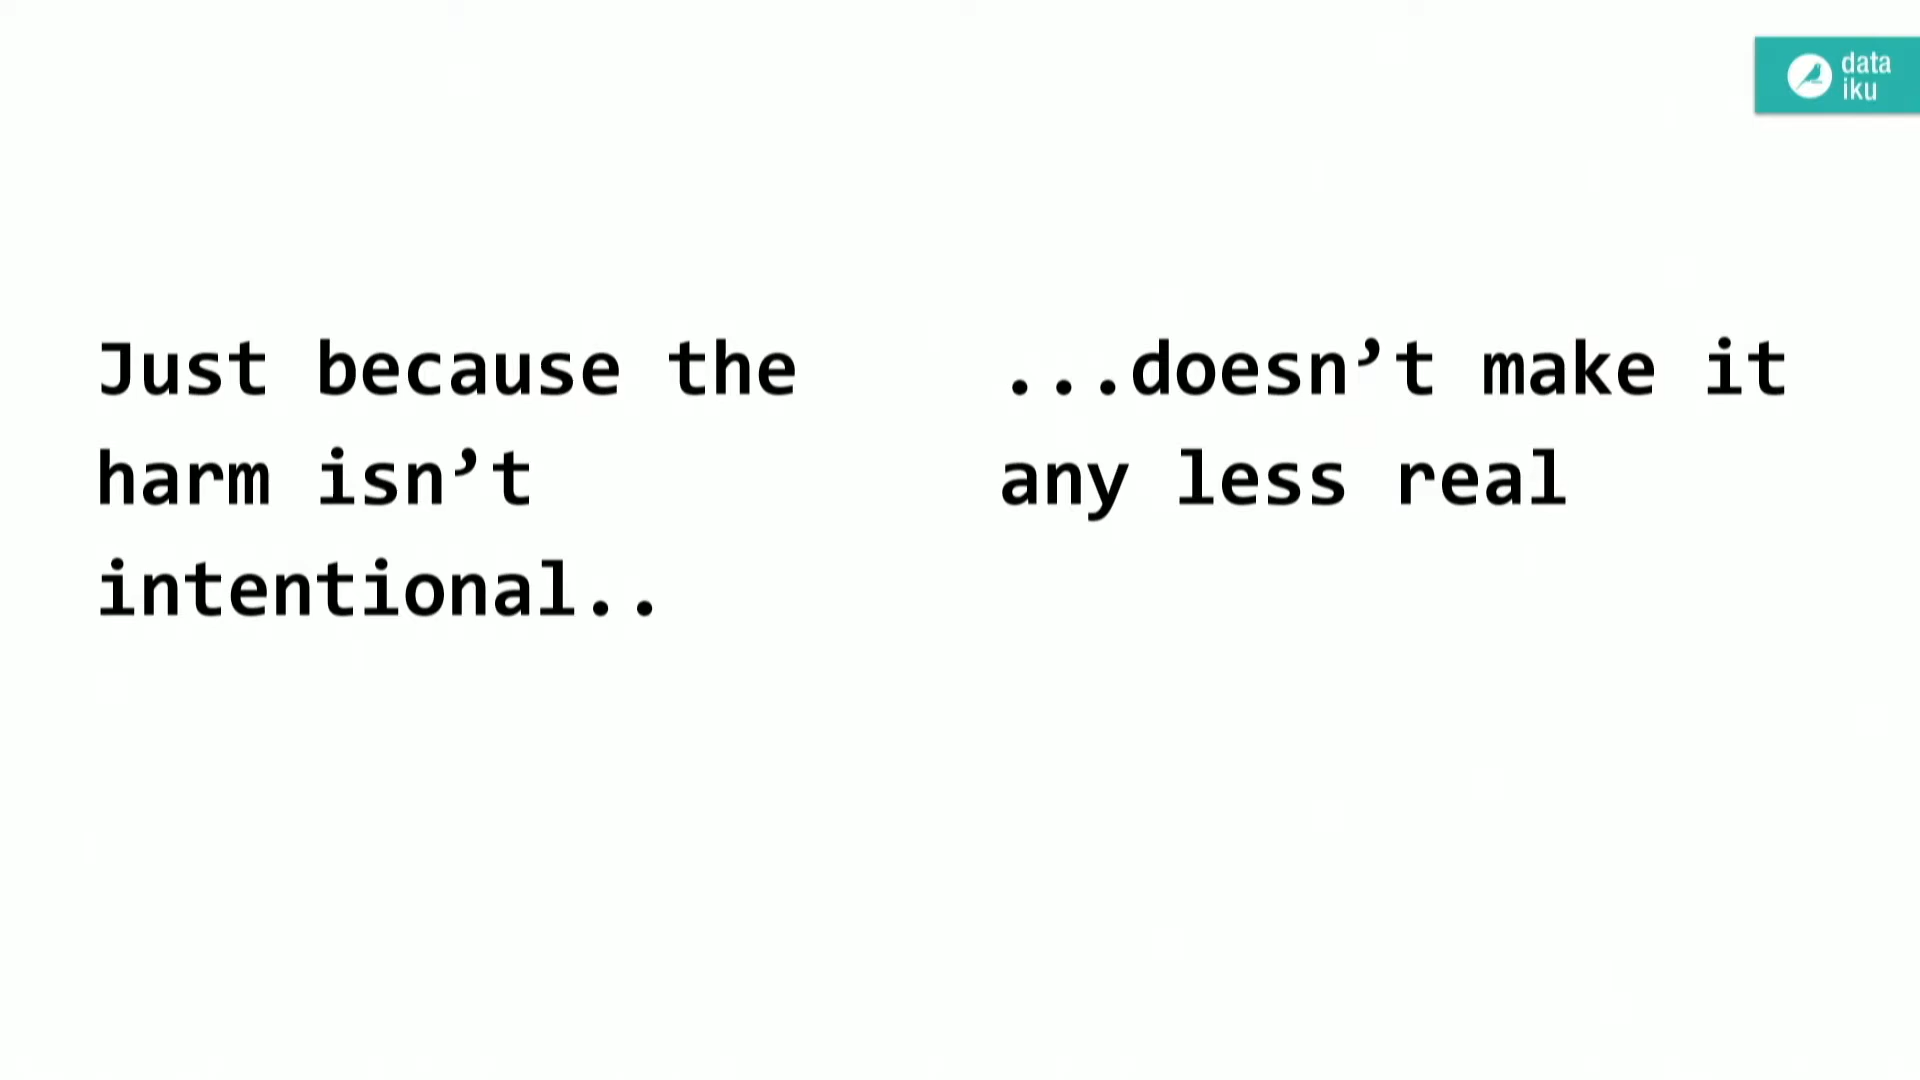 data
iku
Just because the
harm isn’t
intentional..
...doesn’t make it
any less real